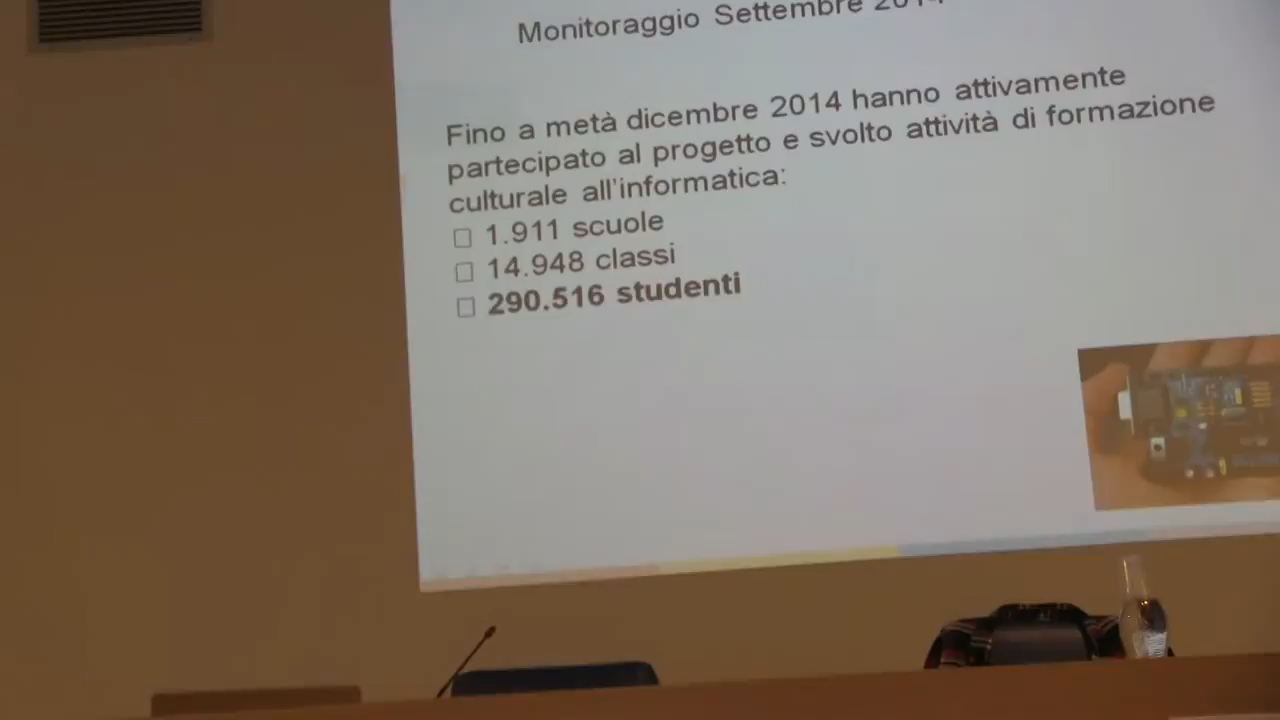 Monitoraggio Settembre 2014
Fino a metà dicembre 2014 hanno attivamente
partecipato al progetto e svolto attività di formazione
culturale all'informatica:
□ 1.911 scuole
□ 14.948 classi
□ 290.516 studenti